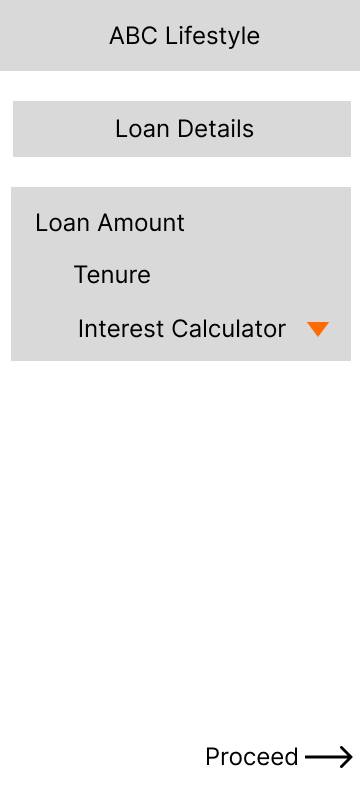 ABC Lifestyle
Loan Details
Loan Amount
Tenure
Interest Calculator
Proceed